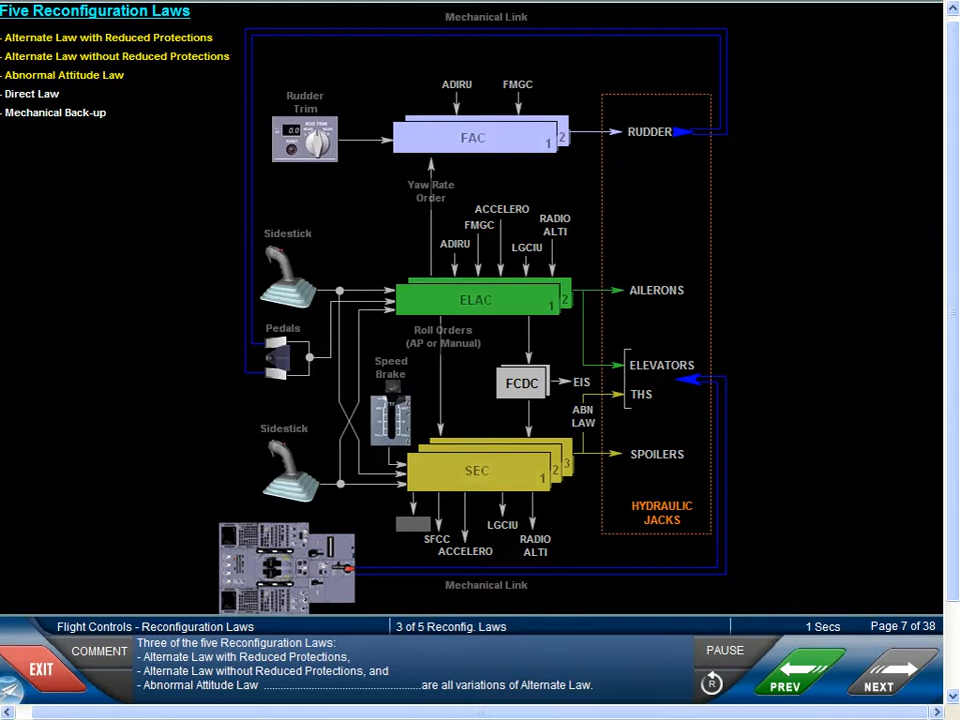 Five Reconfiguration Laws
- Alternate Law with Reduced Protections
- Alternate Law without Reduced Protections
- Abnormal Attitude Law
- Direct Law
- Mechanical Back-up
Mechanical Link
Rudder
Trim
RUD TRIM
0.0
ADIRU
FMGC
FAC
1
2
RUDDER
Yaw Rate
Order
ACCELERO
FMGC
RADIO
ALTI
ADIRU
LGCIU
Sidestick
ELAC
1
2
AILERONS
Pedals
Roll Orders
(AP or Manual)
Speed
Brake
FCDC
EIS
ELEVATORS
THS
ABN
LAW
Sidestick
SEC
1
2
3
SPOILERS
HYDRAULIC
JACKS
SFCC
ACCELERO
LGCIU
RADIO
ALTI
Mechanical Link
Flight Controls - Reconfiguration Laws
3 of 5 Reconfig. Laws
1 Secs
Page 7 of 38
EXIT
COMMENT
Three of the five Reconfiguration Laws:
- Alternate Law with Reduced Protections,
- Alternate Law without Reduced Protections, and
- Abnormal Attitude Law .....................................................are all variations of Alternate Law.
PAUSE
R
PREV
NEXT